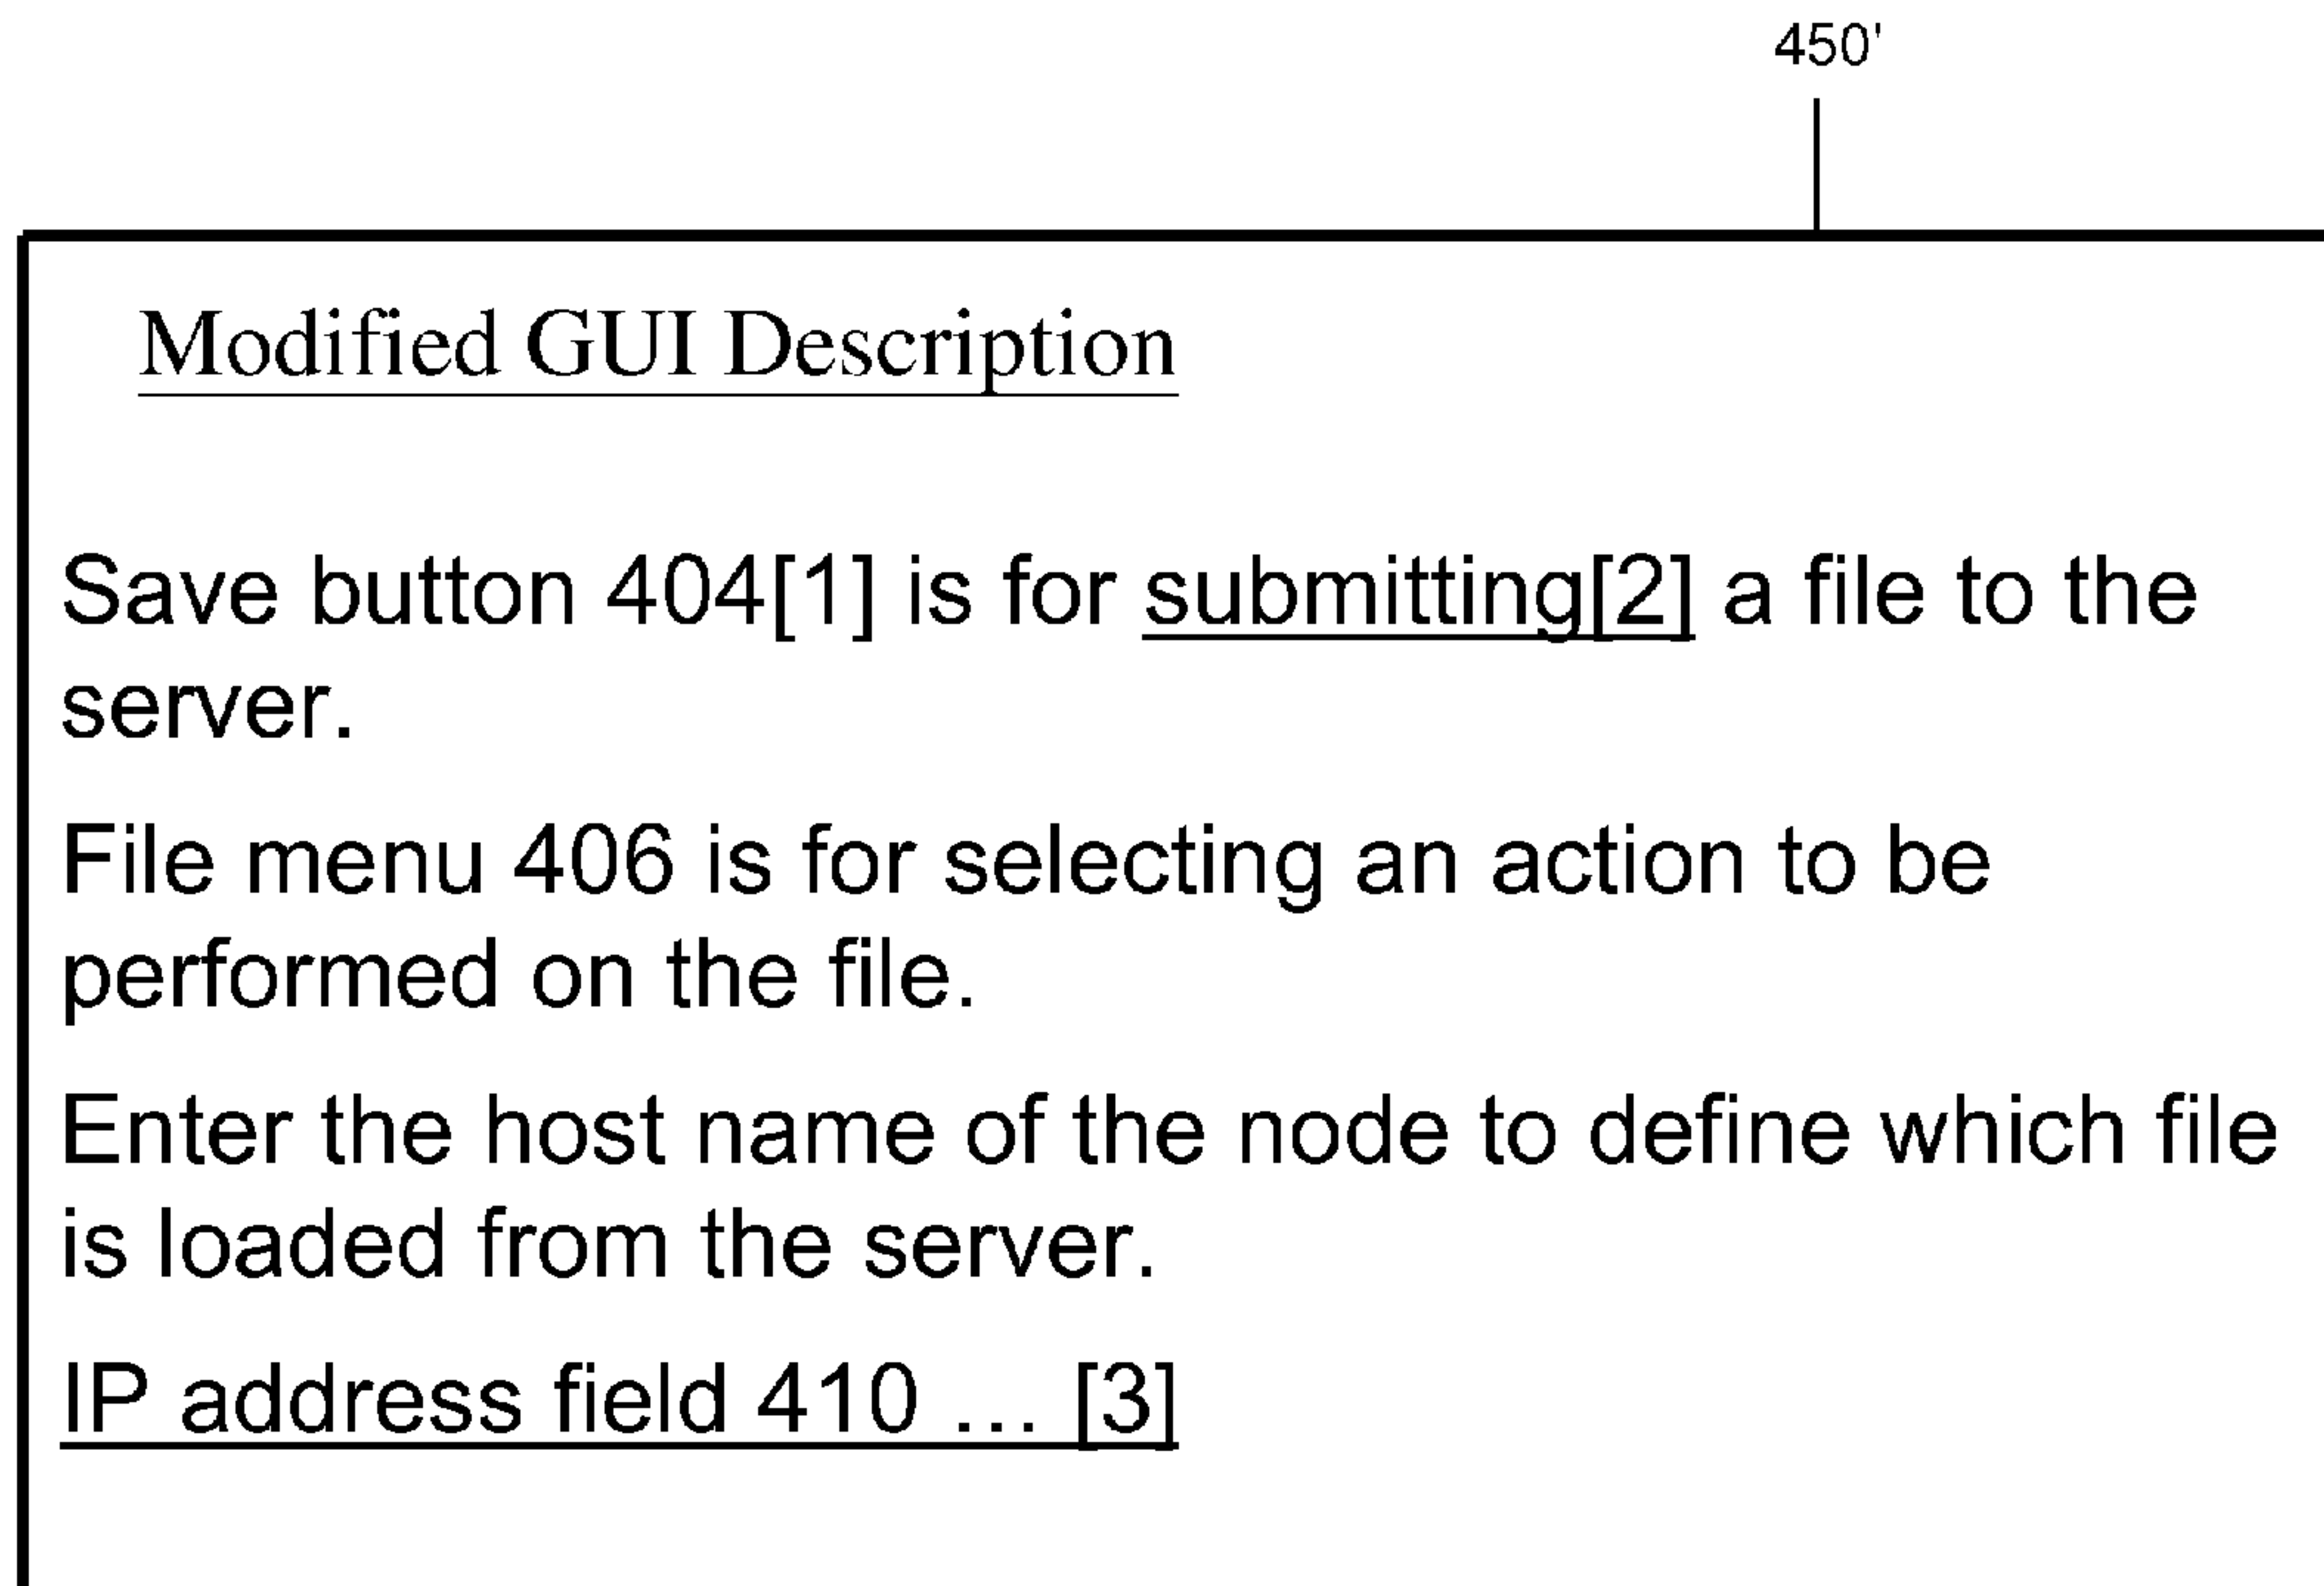 450'
Modified GUI Description
Save button 404[1] is for submitting[2] a file to the
server.
File menu 406 is for selecting an action to be
performed on the file.
Enter the host name of the node to define which file
is loaded from the server.
IP address field 410 ... [3]